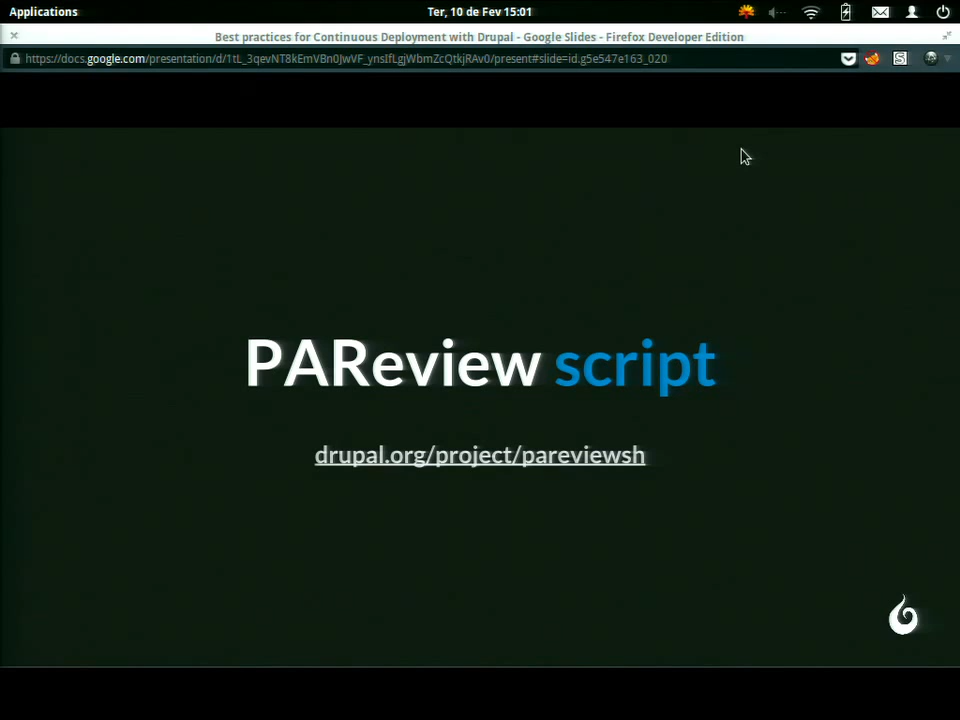 Applications
Ter, 10 de Fev 15:01
Best practices for Continuous Deployment with Drupal - Google Slides - Firefox Developer Edition
https://docs.google.com/presentation/d/1tL_3qevNT8kEmVBn0JwVF_ynsIfLgjWbmZcQtkjRAv0/present#slide=id.g5e547e163_020
PAReview script
drupal.org/project/pareviewsh